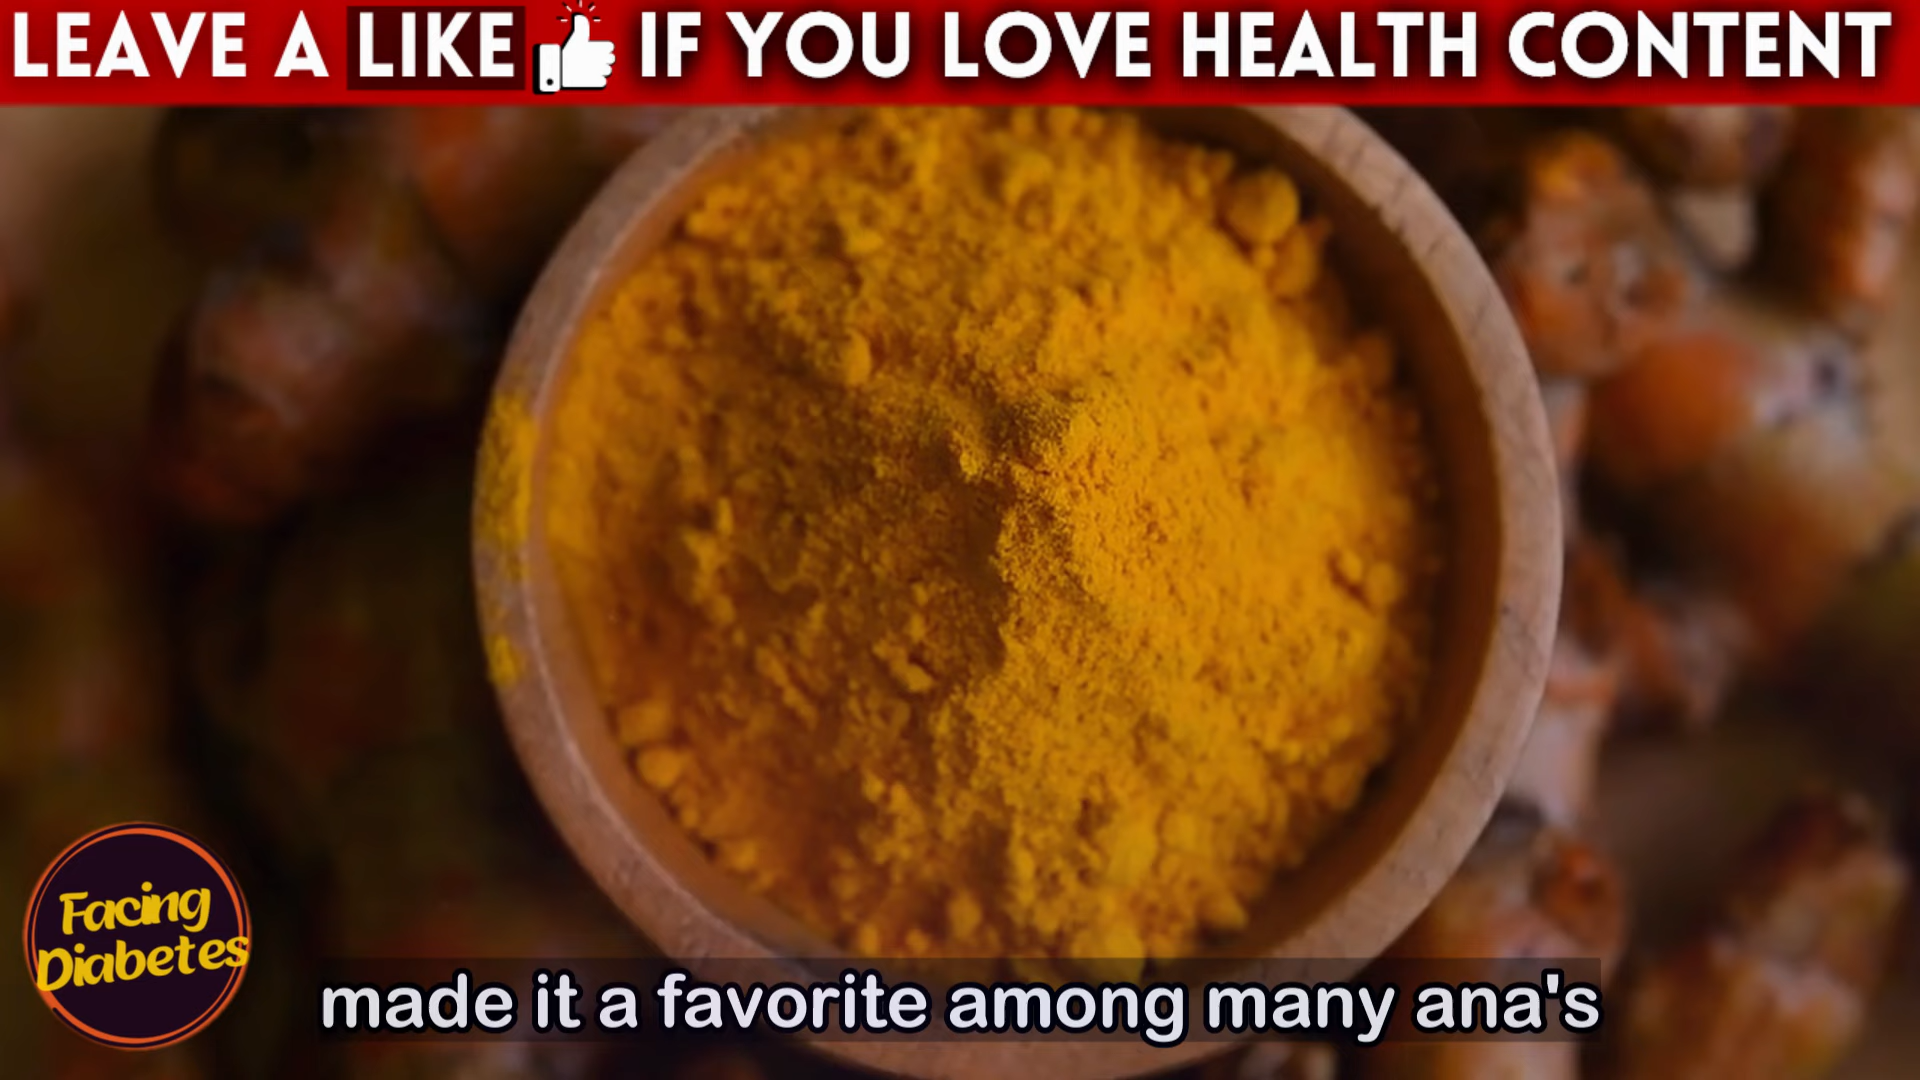 LEAVE A LIKE IF YOU LOVE HEALTH CONTENT
Facing
Diabetes
made it a favorite among many ana's